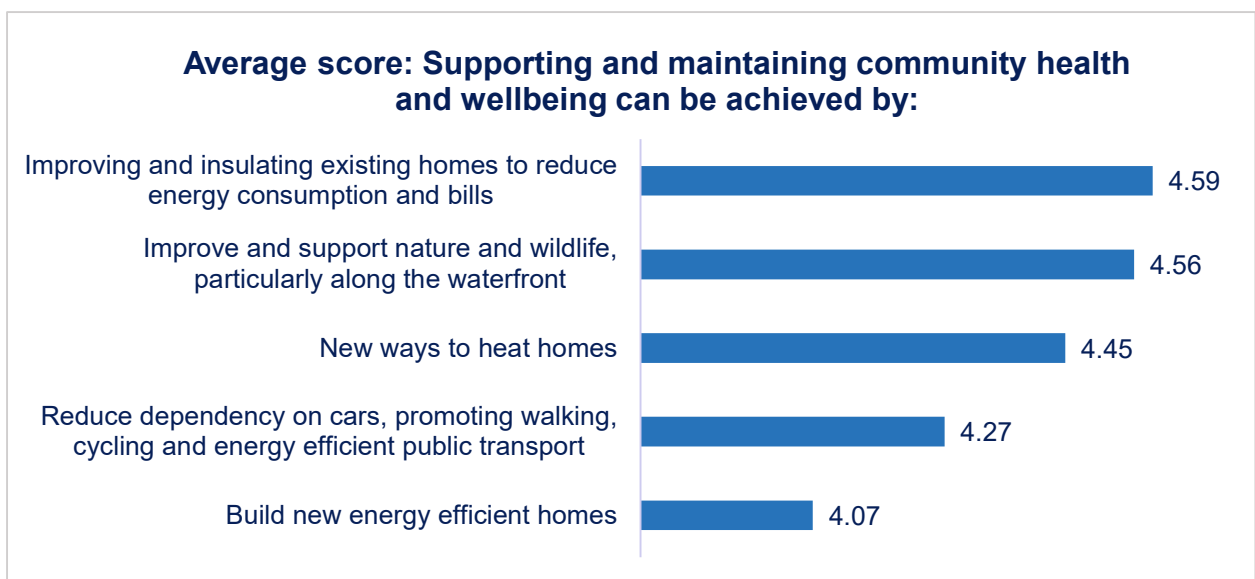 Average score: Supporting and maintaining community health
and wellbeing can be achieved by:
Improving and insulating existing homes to reduce
energy consumption and bills
4.59
Improve and support nature and wildlife,
particularly along the waterfront
4.56
New ways to heat homes
4.45
Reduce dependency on cars, promoting walking,
cycling and energy efficient public transport
4.27
Build new energy efficient homes
4.07